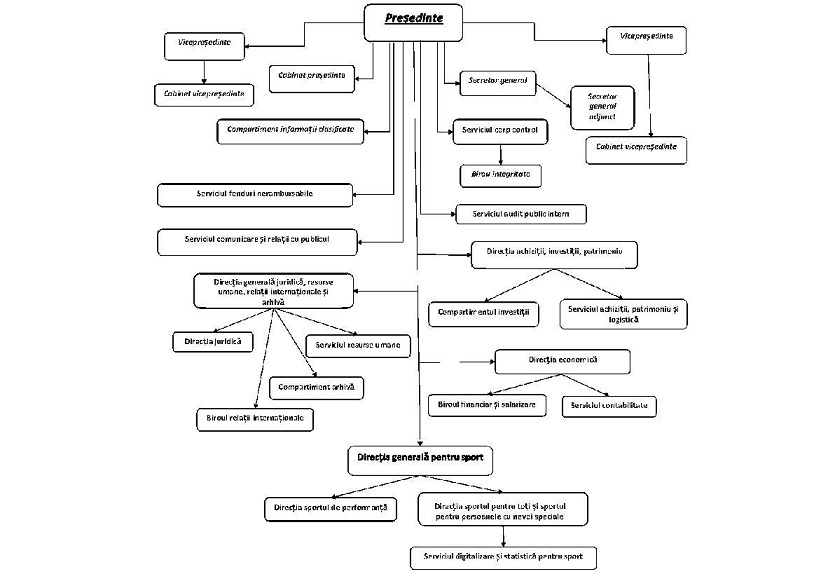 Președinte
Vicepreședinte
Vicepreședinte
Cabinet președinte
Secretar general
Cabinet vicepreședinte
Secretar
general
adjunct
Compartiment informații clasificate
Serviciul corp control
Cabinet vicepreședinte
Birou integritate
Serviciul fonduri nerambursabile
Serviciul audit public intern
Serviciul comunicare și relații cu publicul
Direcția achiziții, investiții, patrimoniu
Direcția generală juridică, resurse
umane, relații internaționale și
arhivă
Compartimentul investiții
Serviciul achiziții, patrimoniu și
logistică
Direcția juridică
Serviciul resurse umane
Direcția economică
Compartiment arhivă
Biroul relații internaționale
Biroul financiar și salarizare
Serviciul contabilitate
Direcția generală pentru sport
Direcția sportul de performanță
Direcția sportul pentru toți și sportul
pentru persoanele cu nevoi speciale
Serviciul digitalizare și statistică pentru sport